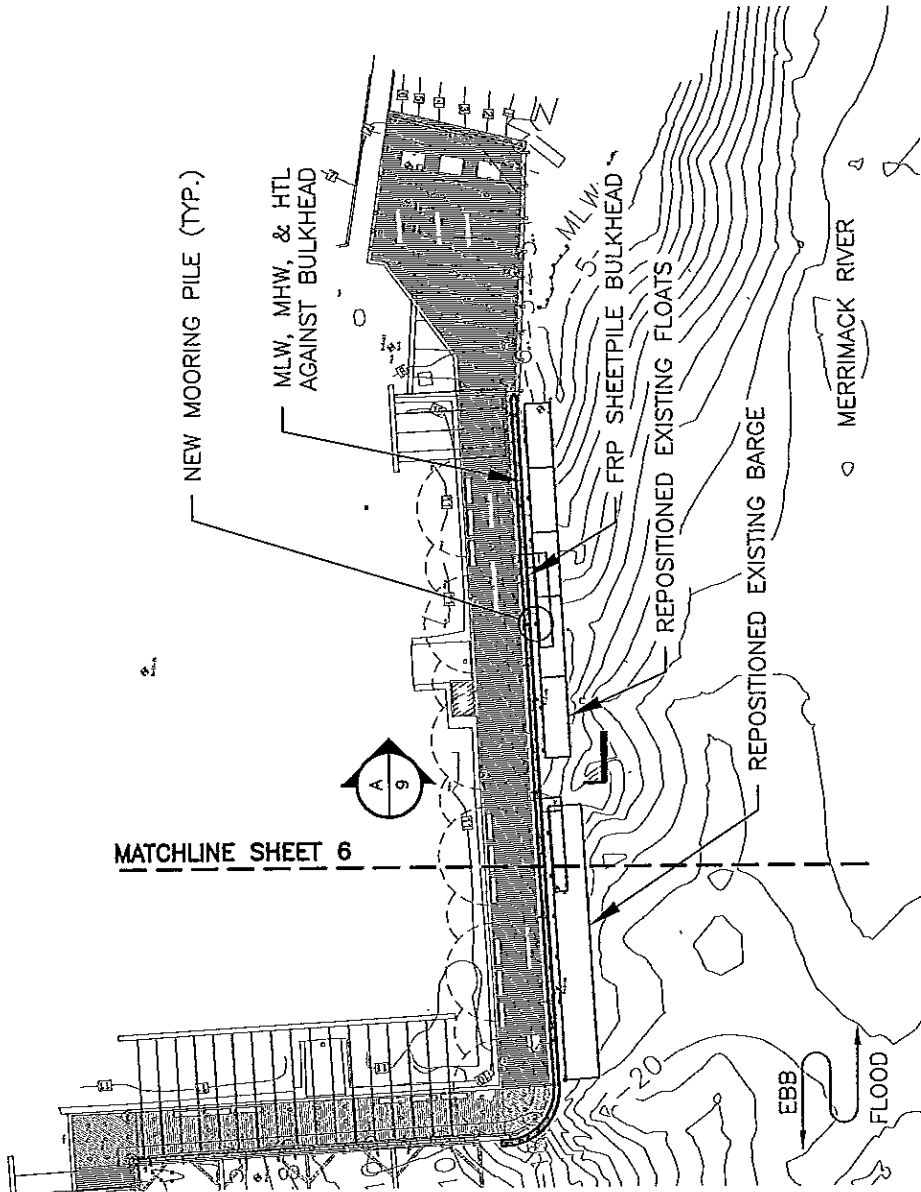 NEW MOORING PILE (TYP.)
MLW, MHW, & HTL
AGAINST BULKHEAD
MLW
-5-
FRP SHEETPILE BULKHEAD
REPOSITIONED EXISTING FLOATS
REPOSITIONED EXISTING BARGE
MERRIMACK RIVER
A
9
MATCHLINE SHEET 6
-20
EBB
FLOOD